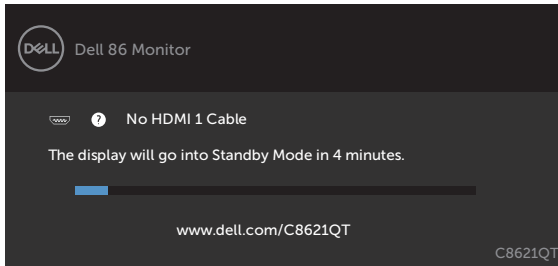 DELL Dell 86 Monitor
? No HDMI 1 Cable
The display will go into Standby Mode in 4 minutes.
www.dell.com/C8621QT
C8621QT